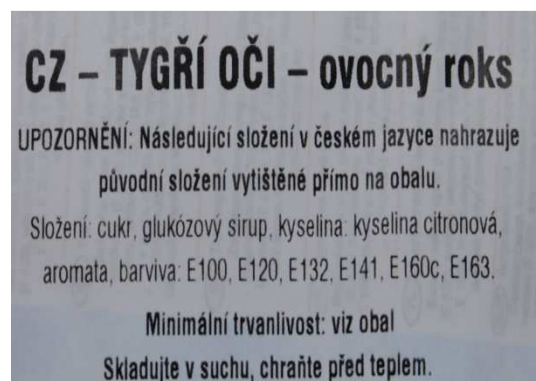 CZ – TYGŘÍ OČI – ovocný roks
UPOZORNĚNÍ: Následující složení v českém jazyce nahrazuje
původní složení vytištěné přímo na obalu.
Složení: cukr, glukózový sirup, kyselina: kyselina citronová,
aromata, barviva: E100, E120, E132, E141, E160c, E163.
Minimální trvanlivost: viz obal
Skladujte v suchu, chraňte před teplem.